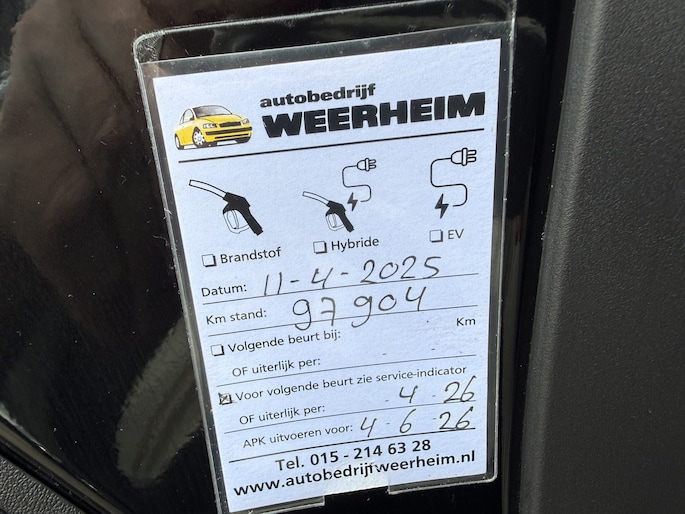 autobedrijf
WEERHEIM
Brandstof
Hybride
EV
Datum: 11-4-2025
Km stand: 97904
Volgende beurt bij: Km
OF uiterlijk per: - -
Voor volgende beurt zie service-indicator
OF uiterlijk per: - 4 - 26
APK uitvoeren voor: 4 - 6 - 26
Tel. 015 - 214 63 28
www.autobedrijfweerheim.nl